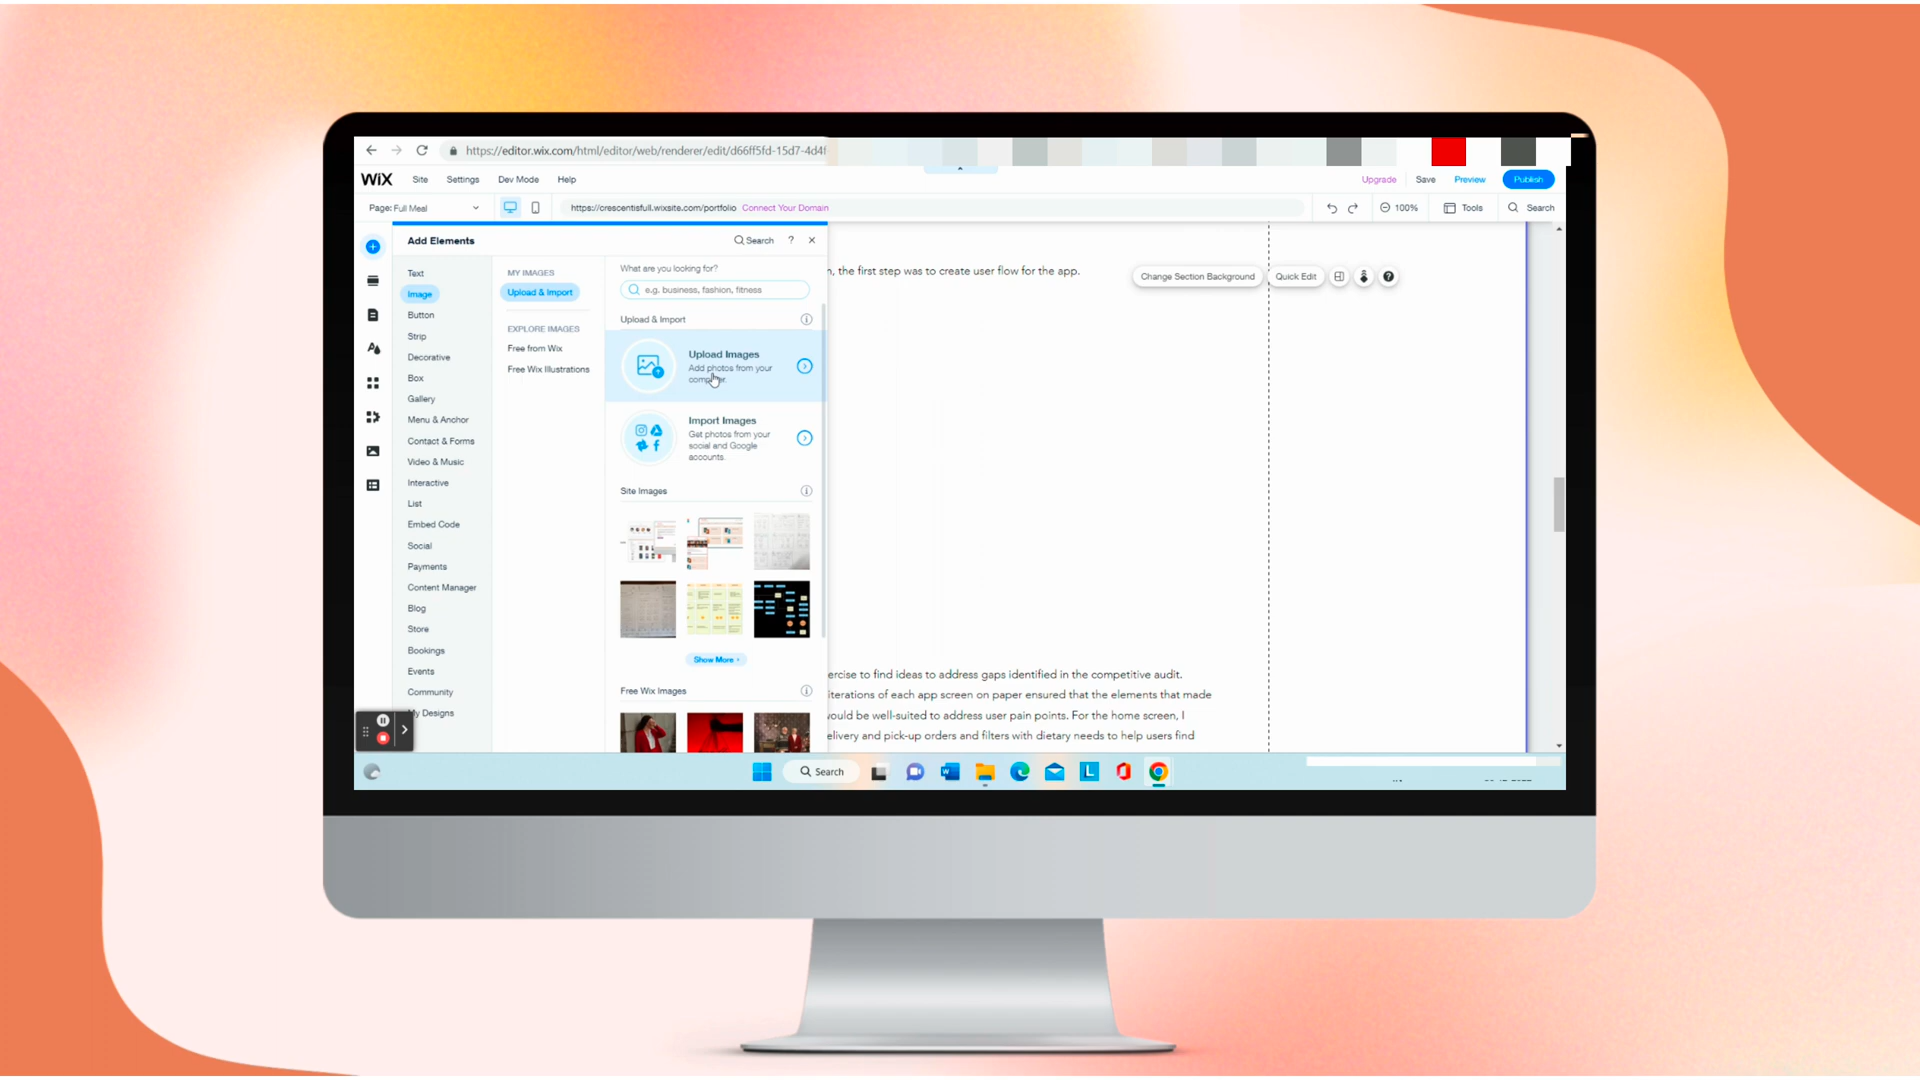 https://editor.wix.com/html/editor/web/renderer/edit/d66ff5fd-15d7-4d4f
WiX
Site
Settings
Dev Mode
Help
Upgrade
Save
Preview
Publish
Page: Full Meal
https://crescentisfull.wixsite.com/portfolio
Connect Your Domain
100%
Tools
Search
Add Elements
Search
?
Text
Image
Button
Strip
Decorative
Box
Gallery
Menu & Anchor
Contact & Forms
Video & Music
Interactive
List
Embed Code
Social
Payments
Content Manager
Blog
Store
Bookings
Events
Community
My Designs
MY IMAGES
Upload & Import
EXPLORE IMAGES
Free from Wix
Free Wix Illustrations
What are you looking for?
e.g. business, fashion, fitness
Upload & Import
Upload Images
Add photos from your
computer.
Import Images
Get photos from your
social and Google
accounts.
Site Images
Show More
Free Wix Images
n, the first step was to create user flow for the app.
Change Section Background
Quick Edit
ercise to find ideas to address gaps identified in the competitive audit.
iterations of each app screen on paper ensured that the elements that made
would be well-suited to address user pain points. For the home screen, I
elivery and pick-up orders and filters with dietary needs to help users find
Search